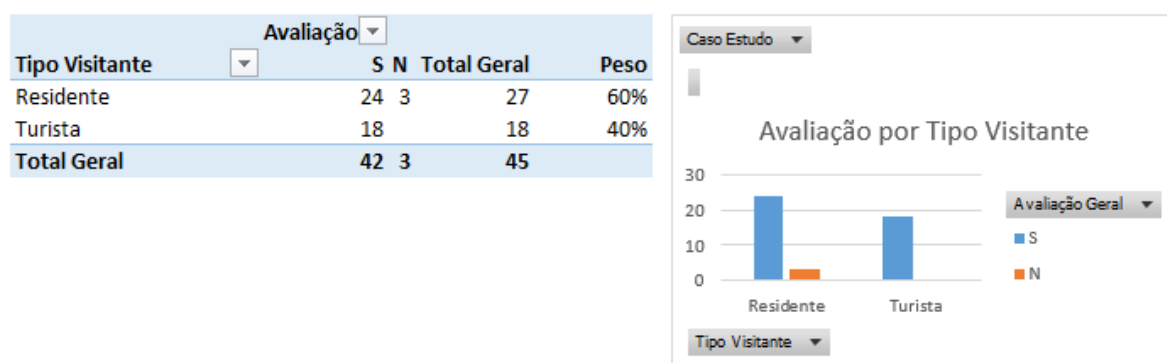 Avaliação
Tipo Visitante S N Total Geral Peso
Residente 24 3 27 60%
Turista 18 18 40%
Total Geral 42 3 45
Caso Estudo
Avaliação por Tipo Visitante
30
20
10
0
Residente Turista
Avaliação Geral
S
N
Tipo Visitante